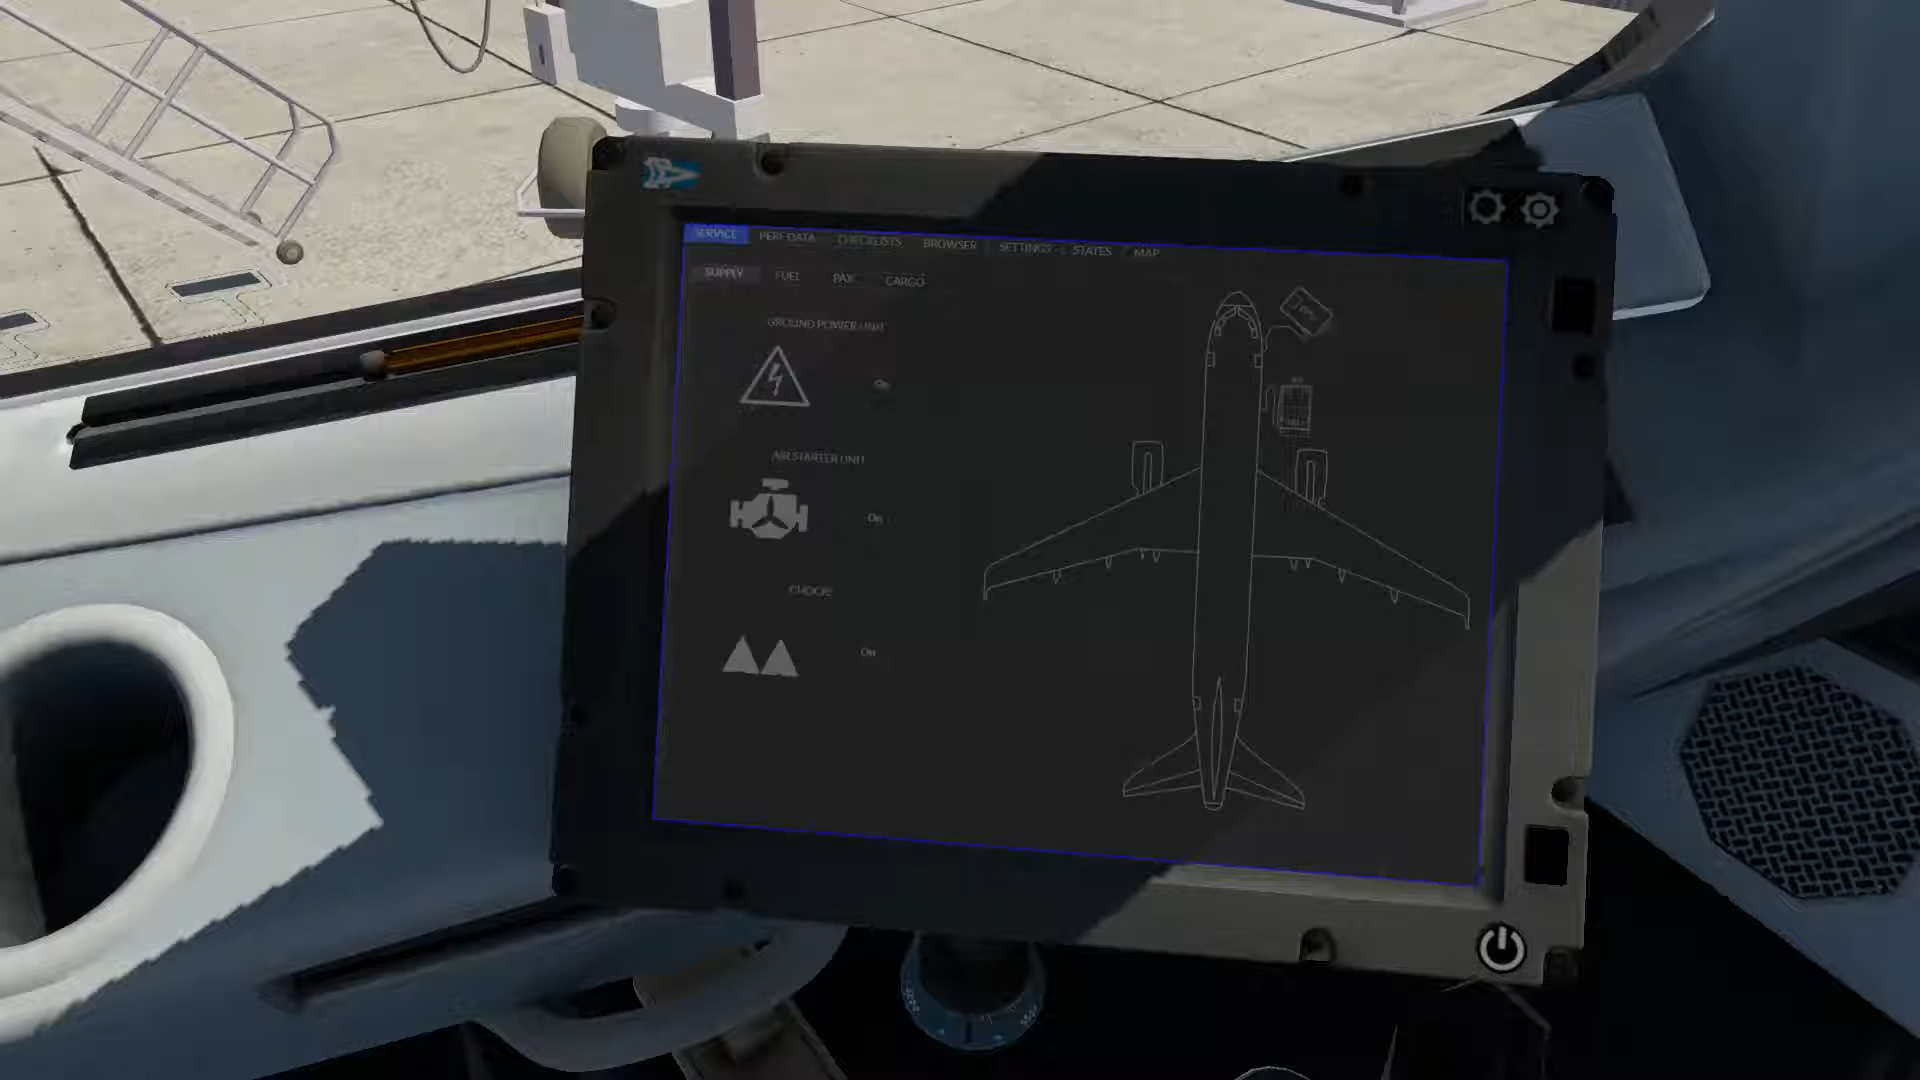 SERVICE PERF DATA CHECKLISTS BROWSER SETTINGS STATES MAP
SUPPLY FUEL PAX CARGO
GROUND POWER UNIT
On
AIR STARTER UNIT
On
CHOCKS
On